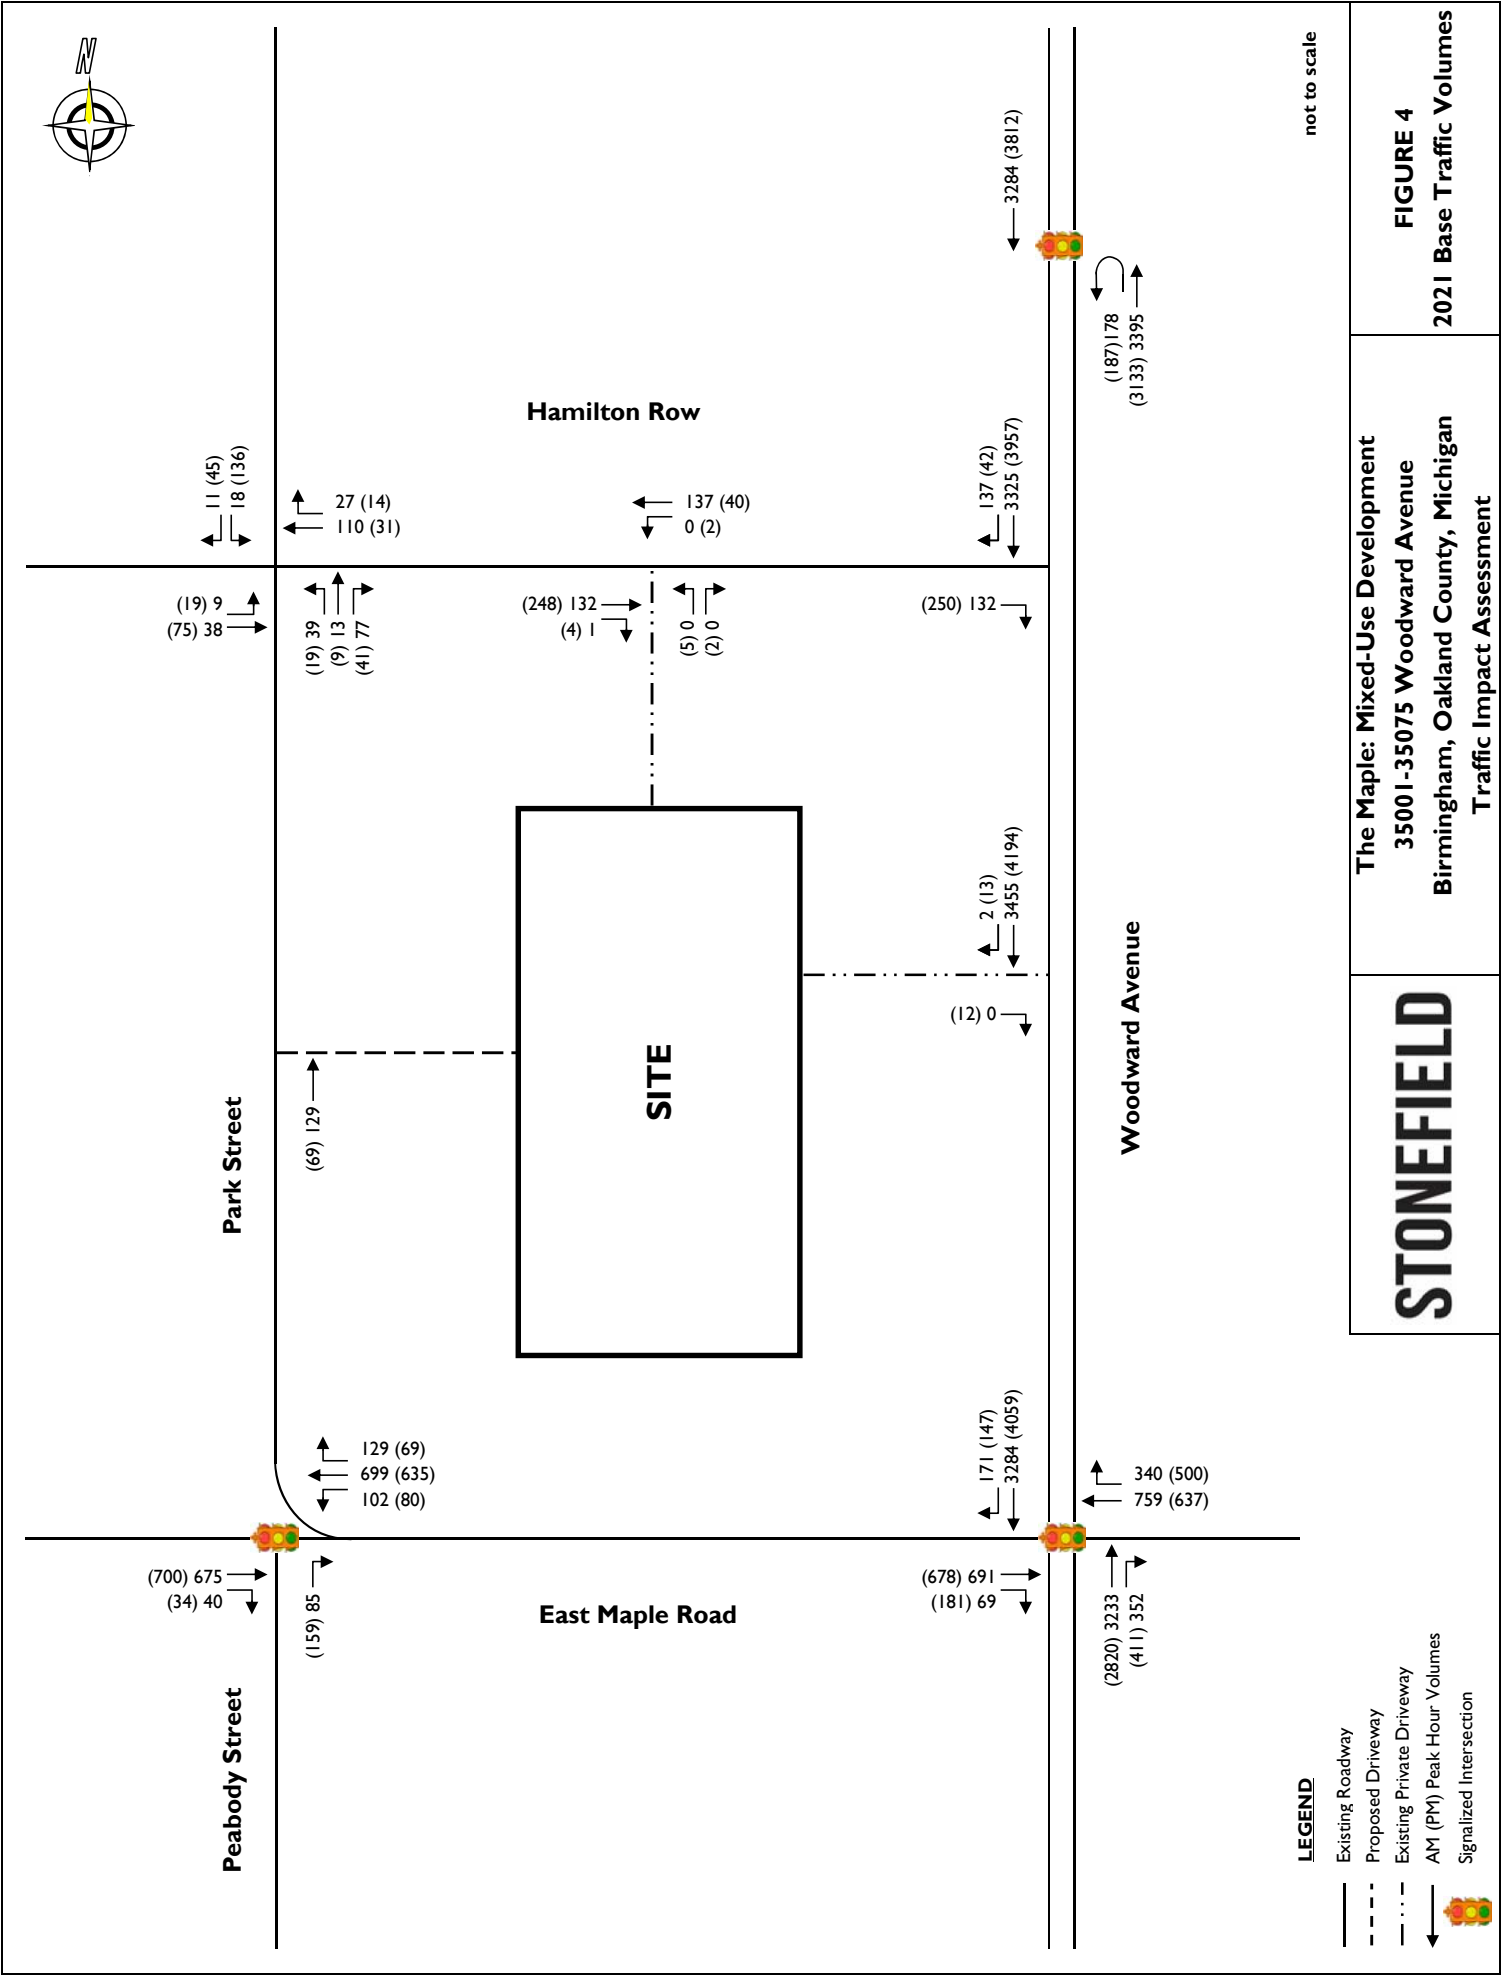 N
not to scale
3284 (3812)
(187)178
(3133) 3395
Hamilton Row
11 (45)
18 (136)
27 (14)
110 (31)
137 (40)
0 (2)
137 (42)
3325 (3957)
(19) 9
(75) 38
(19) 39
(9) 13
(41) 77
(248) 132
(4) 1
(5) 0
(2) 0
(250) 132
2 (13)
3455 (4194)
(12) 0
Park Street
(69) 129
SITE
Woodward Avenue
129 (69)
699 (635)
102 (80)
171 (147)
3284 (4059)
340 (500)
759 (637)
(700) 675
(34) 40
(159) 85
East Maple Road
(678) 691
(181) 69
(2820) 3233
(411) 352
Peabody Street
LEGEND
Existing Roadway
Proposed Driveway
Existing Private Driveway
AM (PM) Peak Hour Volumes
Signalized Intersection
STONEFIELD
The Maple: Mixed-Use Development
35001-35075 Woodward Avenue
Birmingham, Oakland County, Michigan
Traffic Impact Assessment
FIGURE 4
2021 Base Traffic Volumes